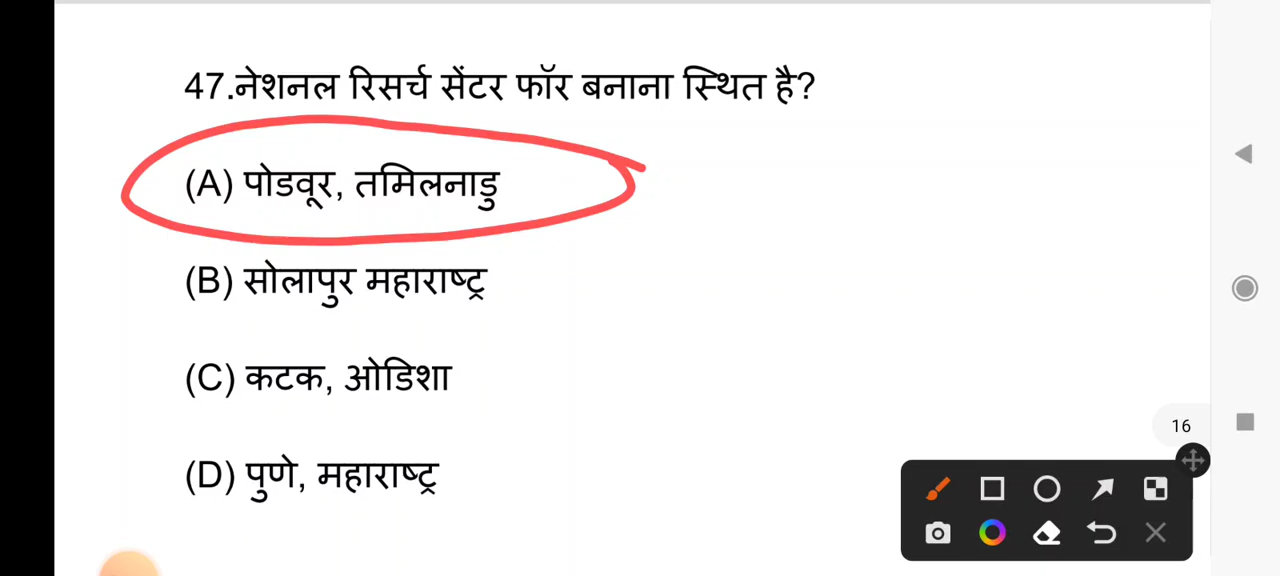 47.नेशनल रिसर्च सेंटर फॉर बनाना स्थित है?
(A) पोडवूर, तमिलनाडु
(B) सोलापुर महाराष्ट्र
(C) कटक, ओडिशा
(D) पुणे, महाराष्ट्र
16